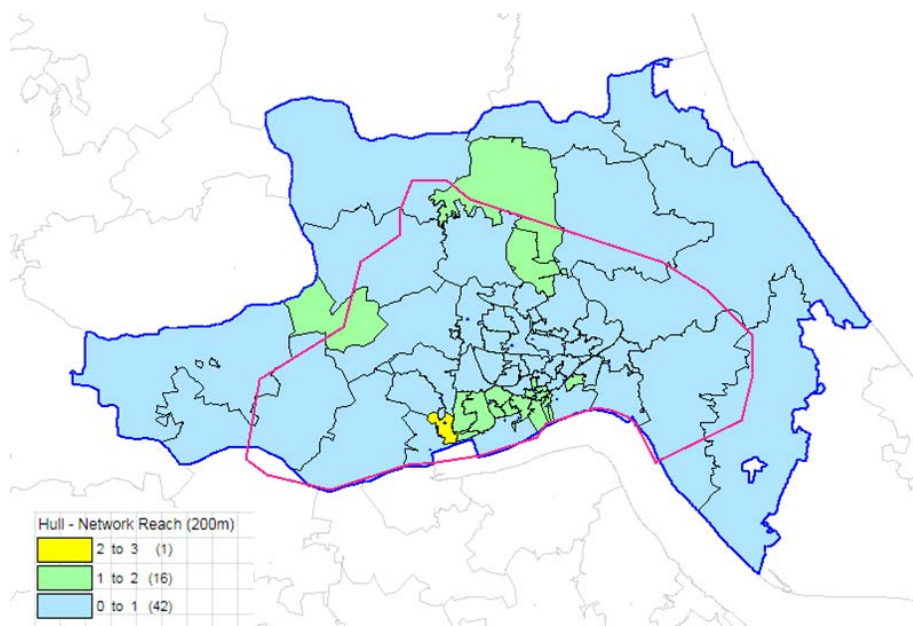 Hull - Network Reach (200m)
2 to 3 (1)
1 to 2 (16)
0 to 1 (42)